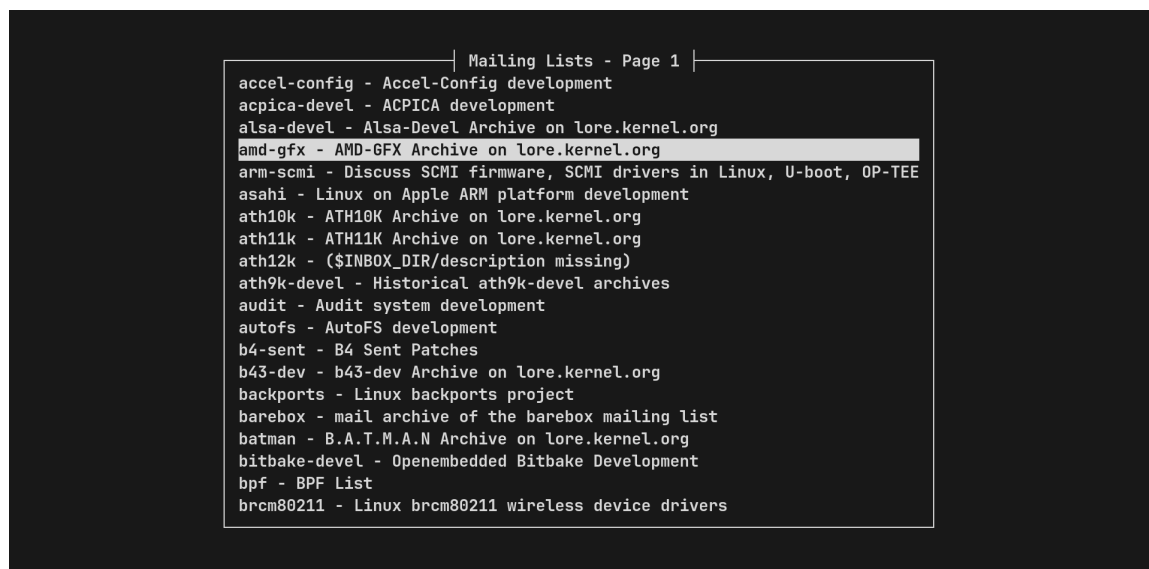 Mailing Lists - Page 1
accel-config - Accel-Config development
acpica-devel - ACPICA development
alsa-devel - Alsa-Devel Archive on lore.kernel.org
amd-gfx - AMD-GFX Archive on lore.kernel.org
arm-scmi - Discuss SCMI firmware, SCMI drivers in Linux, U-boot, OP-TEE
asahi - Linux on Apple ARM platform development
ath10k - ATH10K Archive on lore.kernel.org
ath11k - ATH11K Archive on lore.kernel.org
ath12k - ($INBOX_DIR/description missing)
ath9k-devel - Historical ath9k-devel archives
audit - Audit system development
autofs - AutoFS development
b4-sent - B4 Sent Patches
b43-dev - b43-dev Archive on lore.kernel.org
backports - Linux backports project
barebox - mail archive of the barebox mailing list
batman - B.A.T.M.A.N Archive on lore.kernel.org
bitbake-devel - Openembedded Bitbake Development
bpf - BPF List
brcm80211 - Linux brcm80211 wireless device drivers